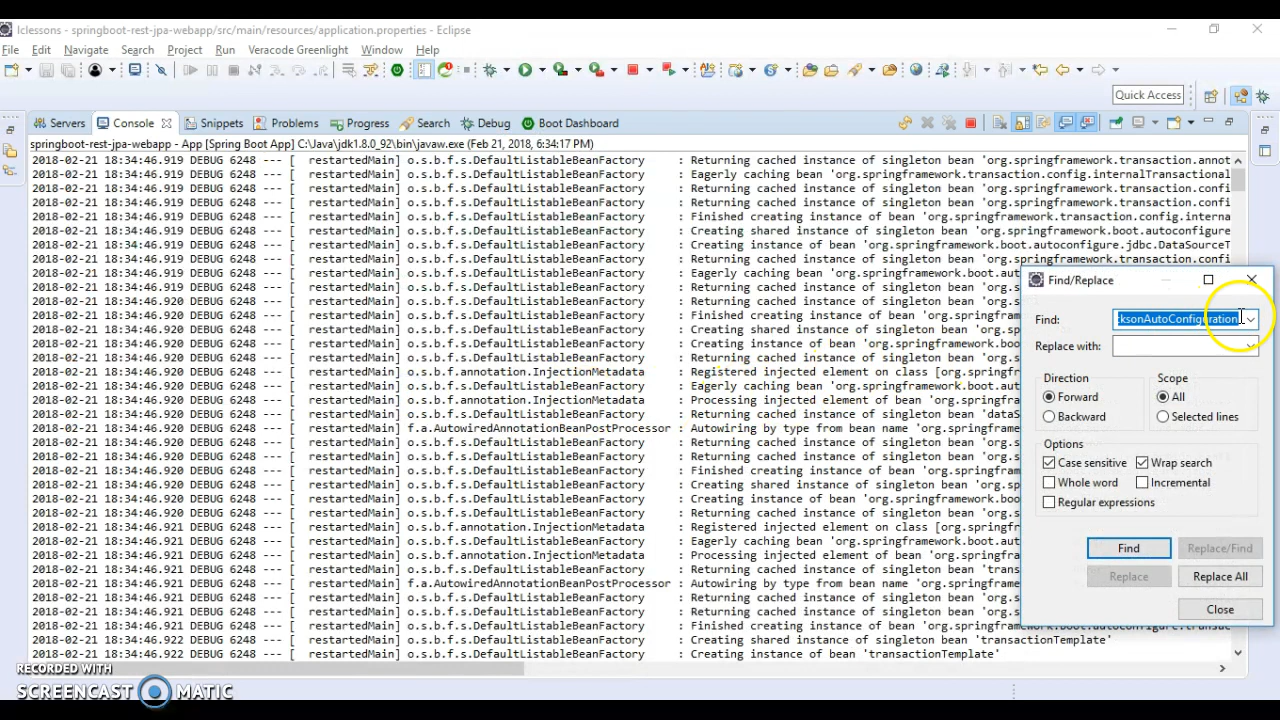 lclessons - springboot-rest-jpa-webapp/src/main/resources/application.properties - Eclipse
File Edit Navigate Search Project Run Veracode Greenlight Window Help
Quick Access
Servers Console Snippets Problems Progress Search Debug Boot Dashboard
springboot-rest-jpa-webapp - App [Spring Boot App] C:\Java\jdk1.8.0_92\bin\javaw.exe (Feb 21, 2018, 6:34:17 PM)
2018-02-21 18:34:46.919 DEBUG 6248 --- [ restartedMain] o.s.b.f.s.DefaultListableBeanFactory : Returning cached instance of singleton bean 'org.springframework.transaction.annot
2018-02-21 18:34:46.919 DEBUG 6248 --- [ restartedMain] o.s.b.f.s.DefaultListableBeanFactory : Eagerly caching bean 'org.springframework.transaction.config.internalTransactional
2018-02-21 18:34:46.919 DEBUG 6248 --- [ restartedMain] o.s.b.f.s.DefaultListableBeanFactory : Returning cached instance of singleton bean 'org.springframework.transaction.confi
2018-02-21 18:34:46.919 DEBUG 6248 --- [ restartedMain] o.s.b.f.s.DefaultListableBeanFactory : Returning cached instance of singleton bean 'org.springframework.transaction.confi
2018-02-21 18:34:46.919 DEBUG 6248 --- [ restartedMain] o.s.b.f.s.DefaultListableBeanFactory : Finished creating instance of bean 'org.springframework.transaction.config.interna
2018-02-21 18:34:46.919 DEBUG 6248 --- [ restartedMain] o.s.b.f.s.DefaultListableBeanFactory : Creating shared instance of singleton bean 'org.springframework.boot.autoconfigure
2018-02-21 18:34:46.919 DEBUG 6248 --- [ restartedMain] o.s.b.f.s.DefaultListableBeanFactory : Creating instance of bean 'org.springframework.boot.autoconfigure.jdbc.DataSourceT
2018-02-21 18:34:46.919 DEBUG 6248 --- [ restartedMain] o.s.b.f.s.DefaultListableBeanFactory : Returning cached instance of singleton bean 'org.springframework.boot.autoconfigur
2018-02-21 18:34:46.919 DEBUG 6248 --- [ restartedMain] o.s.b.f.s.DefaultListableBeanFactory : Eagerly caching bean 'org.springframework.boot.aut
2018-02-21 18:34:46.919 DEBUG 6248 --- [ restartedMain] o.s.b.f.s.DefaultListableBeanFactory : Returning cached instance of singleton bean 'org.s
2018-02-21 18:34:46.920 DEBUG 6248 --- [ restartedMain] o.s.b.f.s.DefaultListableBeanFactory : Returning cached instance of singleton bean 'org.s
2018-02-21 18:34:46.920 DEBUG 6248 --- [ restartedMain] o.s.b.f.s.DefaultListableBeanFactory : Finished creating instance of bean 'org.springfram
2018-02-21 18:34:46.920 DEBUG 6248 --- [ restartedMain] o.s.b.f.s.DefaultListableBeanFactory : Creating shared instance of singleton bean 'org.sp
2018-02-21 18:34:46.920 DEBUG 6248 --- [ restartedMain] o.s.b.f.s.DefaultListableBeanFactory : Creating instance of bean 'org.springframework.boo
2018-02-21 18:34:46.920 DEBUG 6248 --- [ restartedMain] o.s.b.f.s.DefaultListableBeanFactory : Returning cached instance of singleton bean 'org.s
2018-02-21 18:34:46.920 DEBUG 6248 --- [ restartedMain] o.s.b.f.annotation.InjectionMetadata : Registered injected element on class [org.springfr
2018-02-21 18:34:46.920 DEBUG 6248 --- [ restartedMain] o.s.b.f.s.DefaultListableBeanFactory : Eagerly caching bean 'org.springframework.boot.aut
2018-02-21 18:34:46.920 DEBUG 6248 --- [ restartedMain] o.s.b.f.annotation.InjectionMetadata : Processing injected element of bean 'org.springfra
2018-02-21 18:34:46.920 DEBUG 6248 --- [ restartedMain] o.s.b.f.s.DefaultListableBeanFactory : Returning cached instance of singleton bean 'dataS
2018-02-21 18:34:46.920 DEBUG 6248 --- [ restartedMain] f.a.AutowiredAnnotationBeanPostProcessor : Autowiring by type from bean name 'org.springfra
2018-02-21 18:34:46.920 DEBUG 6248 --- [ restartedMain] o.s.b.f.s.DefaultListableBeanFactory : Returning cached instance of singleton bean 'org.s
2018-02-21 18:34:46.920 DEBUG 6248 --- [ restartedMain] o.s.b.f.s.DefaultListableBeanFactory : Returning cached instance of singleton bean 'org.s
2018-02-21 18:34:46.920 DEBUG 6248 --- [ restartedMain] o.s.b.f.s.DefaultListableBeanFactory : Finished creating instance of bean 'org.springfram
2018-02-21 18:34:46.920 DEBUG 6248 --- [ restartedMain] o.s.b.f.s.DefaultListableBeanFactory : Creating shared instance of singleton bean 'org.sp
2018-02-21 18:34:46.920 DEBUG 6248 --- [ restartedMain] o.s.b.f.s.DefaultListableBeanFactory : Creating instance of bean 'org.springframework.boo
2018-02-21 18:34:46.920 DEBUG 6248 --- [ restartedMain] o.s.b.f.s.DefaultListableBeanFactory : Returning cached instance of singleton bean 'org.s
2018-02-21 18:34:46.921 DEBUG 6248 --- [ restartedMain] o.s.b.f.annotation.InjectionMetadata : Registered injected element on class [org.springfr
2018-02-21 18:34:46.921 DEBUG 6248 --- [ restartedMain] o.s.b.f.s.DefaultListableBeanFactory : Eagerly caching bean 'org.springframework.boot.aut
2018-02-21 18:34:46.921 DEBUG 6248 --- [ restartedMain] o.s.b.f.annotation.InjectionMetadata : Processing injected element of bean 'org.springfra
2018-02-21 18:34:46.921 DEBUG 6248 --- [ restartedMain] o.s.b.f.s.DefaultListableBeanFactory : Returning cached instance of singleton bean 'trans
2018-02-21 18:34:46.921 DEBUG 6248 --- [ restartedMain] f.a.AutowiredAnnotationBeanPostProcessor : Autowiring by type from bean name 'org.springfra
2018-02-21 18:34:46.921 DEBUG 6248 --- [ restartedMain] o.s.b.f.s.DefaultListableBeanFactory : Returning cached instance of singleton bean 'org.s
2018-02-21 18:34:46.921 DEBUG 6248 --- [ restartedMain] o.s.b.f.s.DefaultListableBeanFactory : Returning cached instance of singleton bean 'org.s
2018-02-21 18:34:46.921 DEBUG 6248 --- [ restartedMain] o.s.b.f.s.DefaultListableBeanFactory : Finished creating instance of bean 'org.springframework.boot.autoconfigure.transac
2018-02-21 18:34:46.922 DEBUG 6248 --- [ restartedMain] o.s.b.f.s.DefaultListableBeanFactory : Creating shared instance of singleton bean 'transactionTemplate'
2018-02-21 18:34:46.922 DEBUG 6248 --- [ restartedMain] o.s.b.f.s.DefaultListableBeanFactory : Creating instance of bean 'transactionTemplate'
Find/Replace
Find: ksonAutoConfiguration
Replace with:
Direction Scope
Forward All
Backward Selected lines
Options
Case sensitive Wrap search
Whole word Incremental
Regular expressions
Find Replace/Find
Replace Replace All
Close
RECORDED WITH
SCREENCAST MATIC